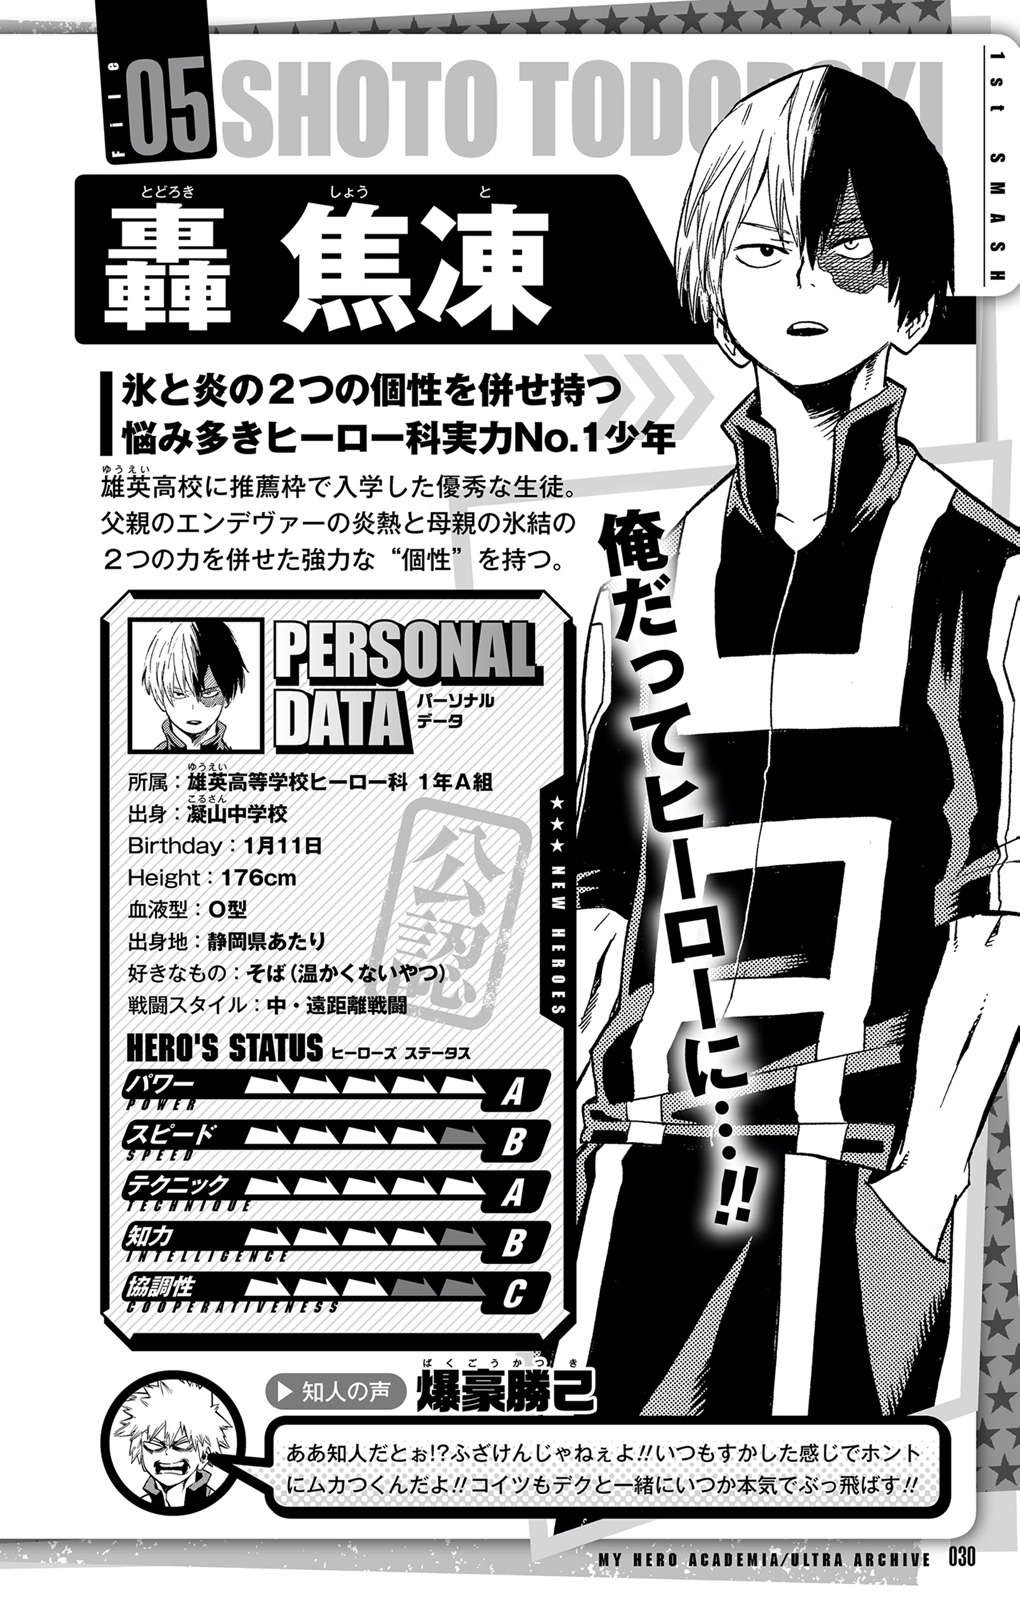 File 05
SHOTO TODOROKI
1st SMASH
とどろき しょう と
轟 焦凍
氷と炎の2つの個性を併せ持つ
悩み多きヒーロー科実力No.1少年
ゆうえい
雄英高校に推薦枠で入学した優秀な生徒。
父親のエンデヴァーの炎熱と母親の氷結の
2つの力を併せた強力な“個性”を持つ。
俺だってヒーローに…!!
PERSONAL
DATA
パーソナル
データ
ゆうえい
所属：雄英高等学校ヒーロー科 1年A組
こるさん
出身：凝山中学校
Birthday：1月11日
Height：176cm
血液型：O型
出身地：静岡県あたり
好きなもの：そば（温かくないやつ）
戦闘スタイル：中・遠距離戦闘
公認
★★★ NEW HEROES
HERO'S STATUS ヒーローズ ステータス
パワー A
POWER
スピード B
SPEED
テクニック A
TECHNIQUE
知力 B
INTELLIGENCE
協調性 C
COOPERATIVENESS
ばくごうかつき
▶知人の声 爆豪勝己
ああ知人だとぉ!?ふざけんじゃねぇよ!!いつもすかした感じでホント
にムカつくんだよ!!コイツもデクと一緒にいつか本気でぶっ飛ばす!!
MY HERO ACADEMIA/ULTRA ARCHIVE 030